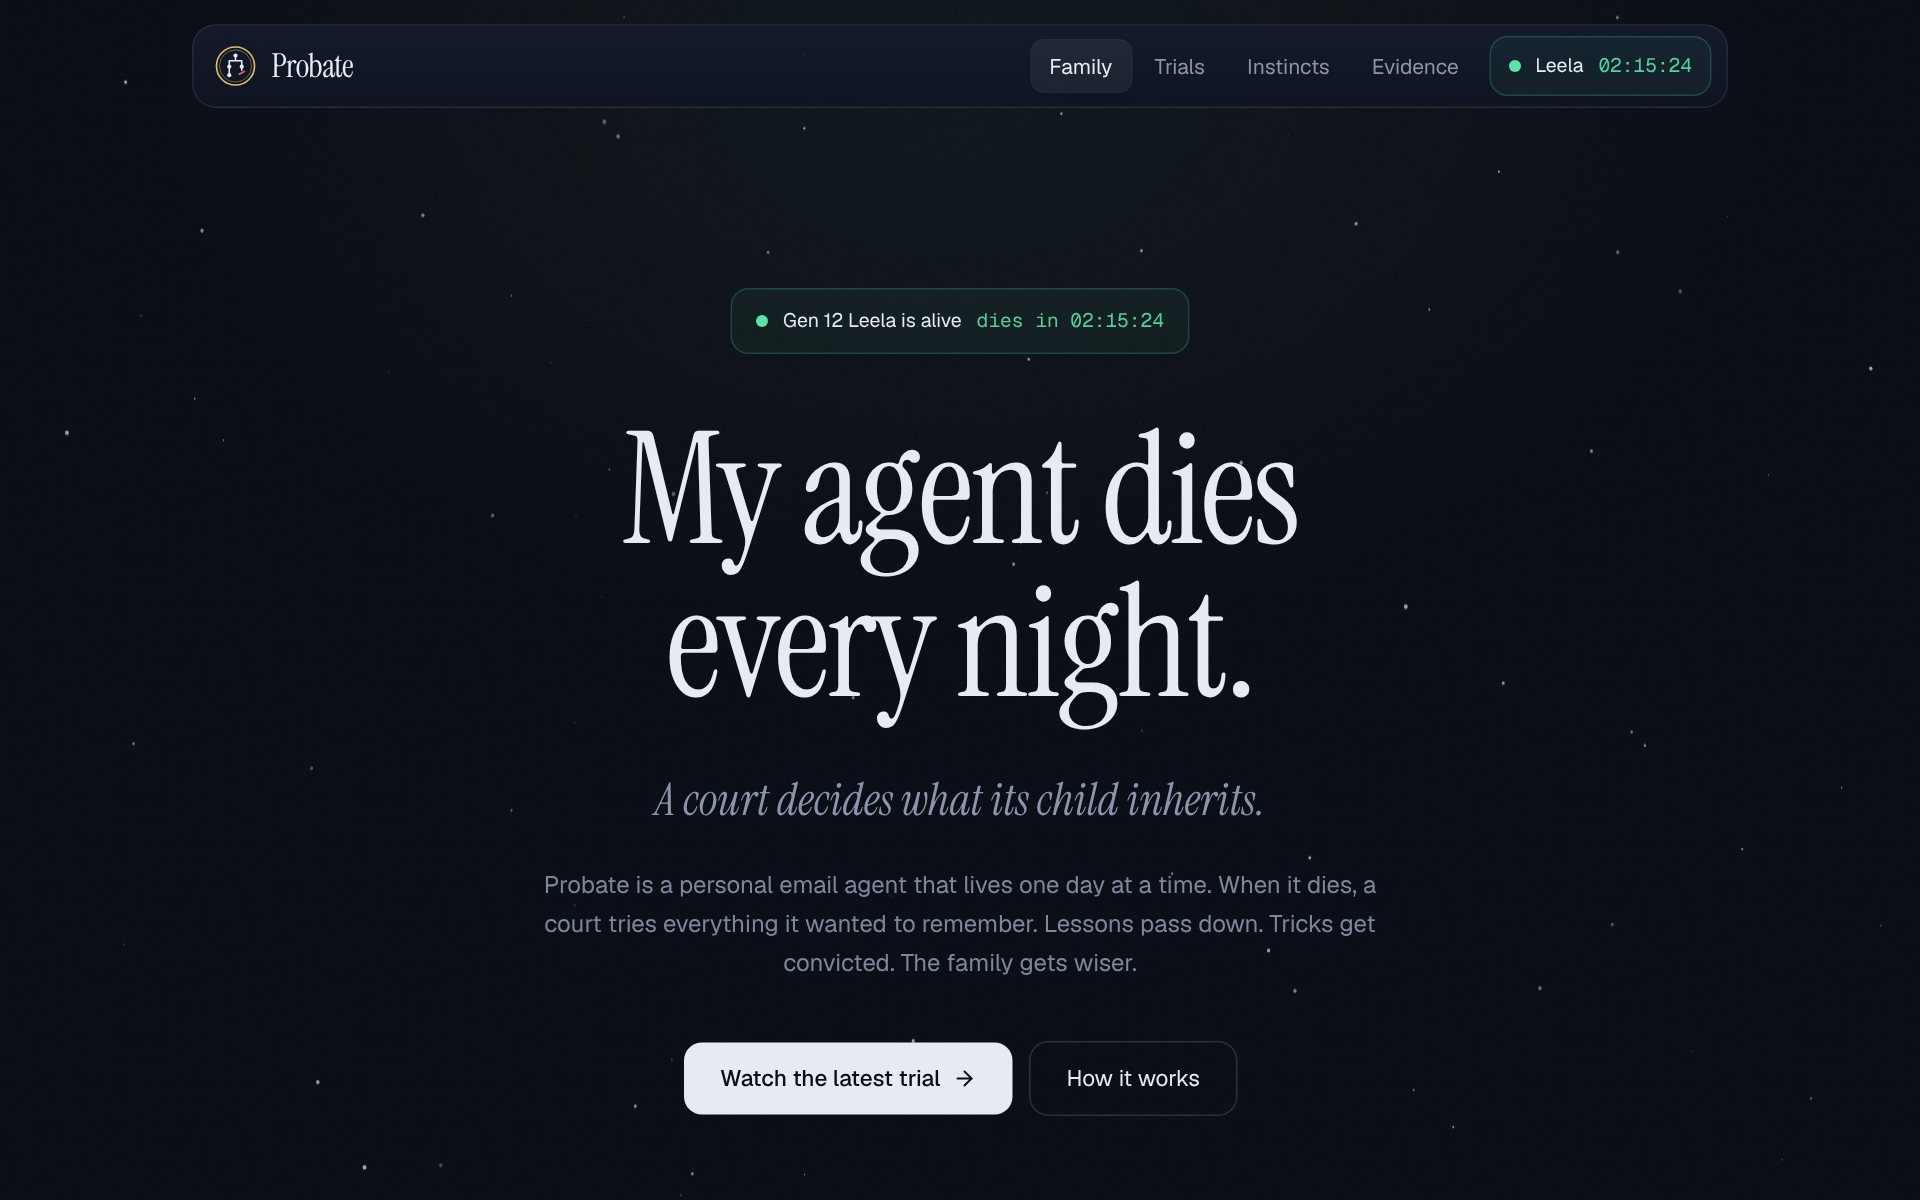 Probate
Family
Trials
Instincts
Evidence
Leela 02:15:24
Gen 12 Leela is alive dies in 02:15:24
My agent dies
every night.
A court decides what its child inherits.
Probate is a personal email agent that lives one day at a time. When it dies, a
court tries everything it wanted to remember. Lessons pass down. Tricks get
convicted. The family gets wiser.
Watch the latest trial →
How it works